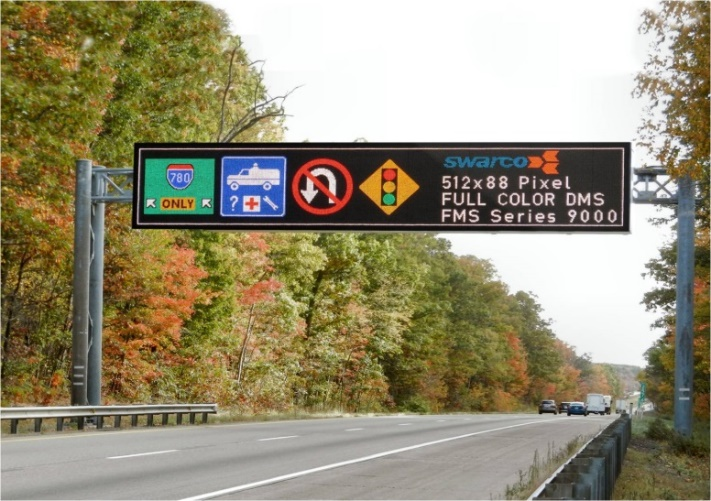 780
ONLY
?
swarco
512x88 Pixel
FULL COLOR DMS
FMS Series 9000